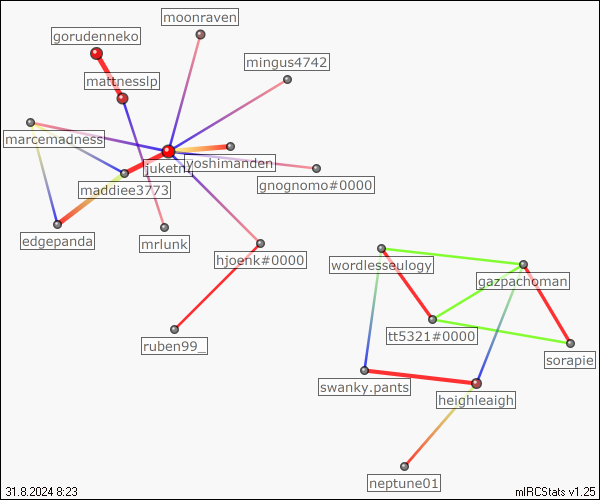 moonraven
gorudenneko
mingus4742
mattnesslp
marcemadness
juketn
yoshimanden
gnognomo#0000
maddiee3773
edgepanda
mrlunk
hjoenk#0000
wordlesseulogy
gazpachoman
ruben99_
tt5321#0000
sorapie
swanky.pants
heighleaigh
neptune01
31.8.2024 8:23
mIRCStats v1.25